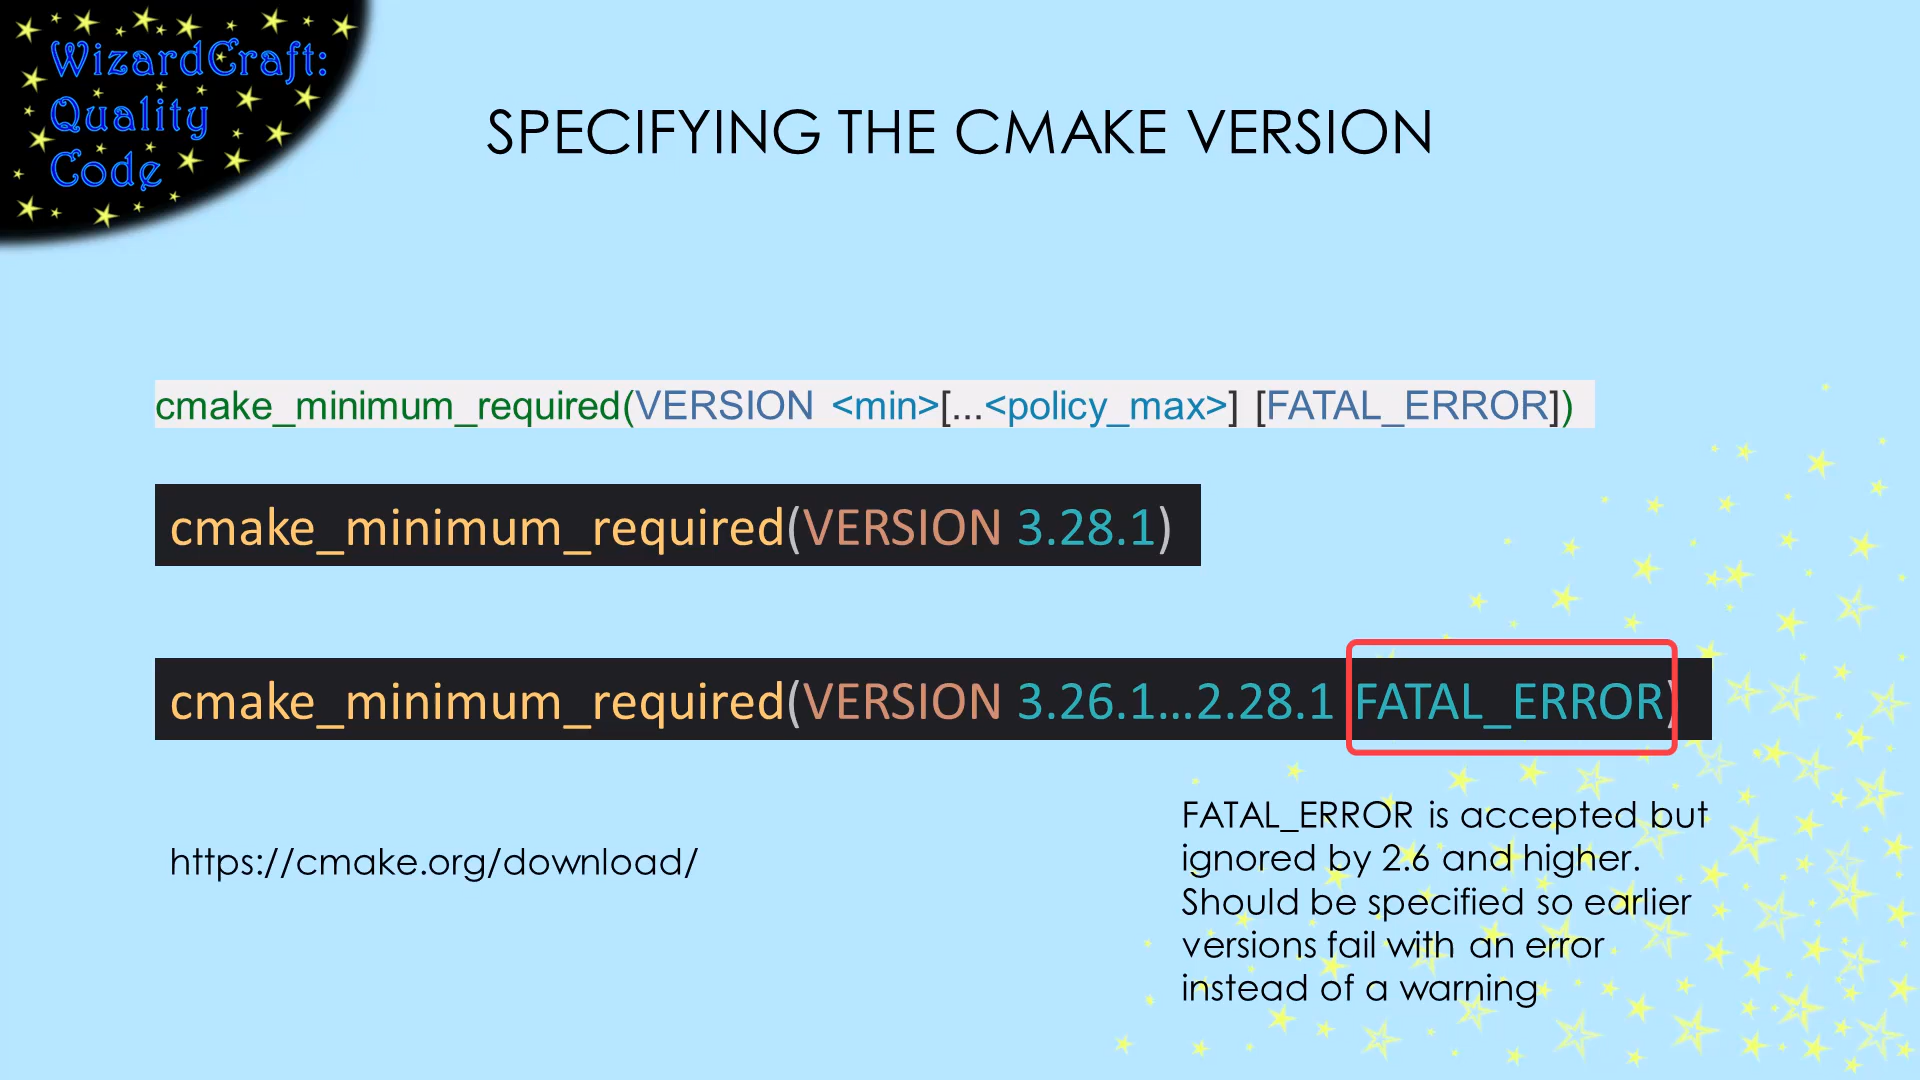 WizardCraft:
Quality
Code
SPECIFYING THE CMAKE VERSION
cmake_minimum_required(VERSION <min>[...<policy_max>] [FATAL_ERROR])
cmake_minimum_required(VERSION 3.28.1)
cmake_minimum_required(VERSION 3.26.1...2.28.1 FATAL_ERROR)
https://cmake.org/download/
FATAL_ERROR is accepted but
ignored by 2.6 and higher.
Should be specified so earlier
versions fail with an error
instead of a warning